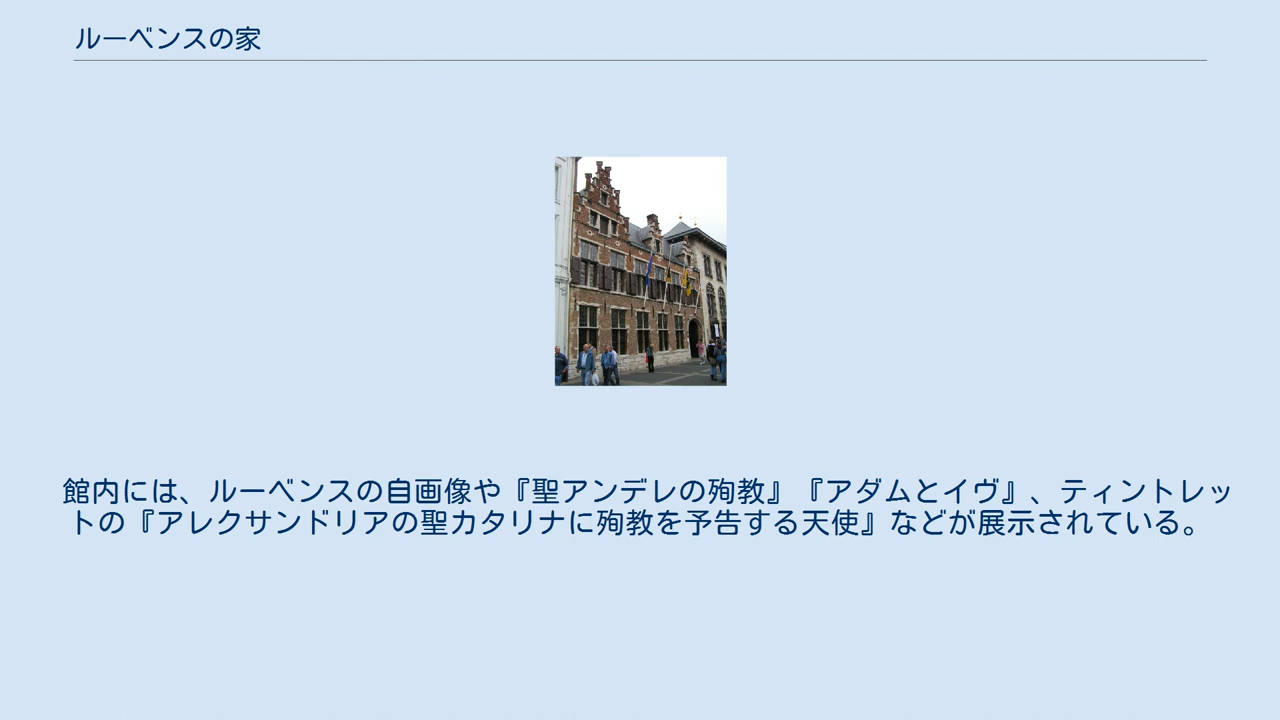 ルーベンスの家
館内には、ルーベンスの自画像や『聖アンデレの殉教』『アダムとイヴ』、ティントレッ
トの『アレクサンドリアの聖カタリナに殉教を予告する天使』などが展示されている。